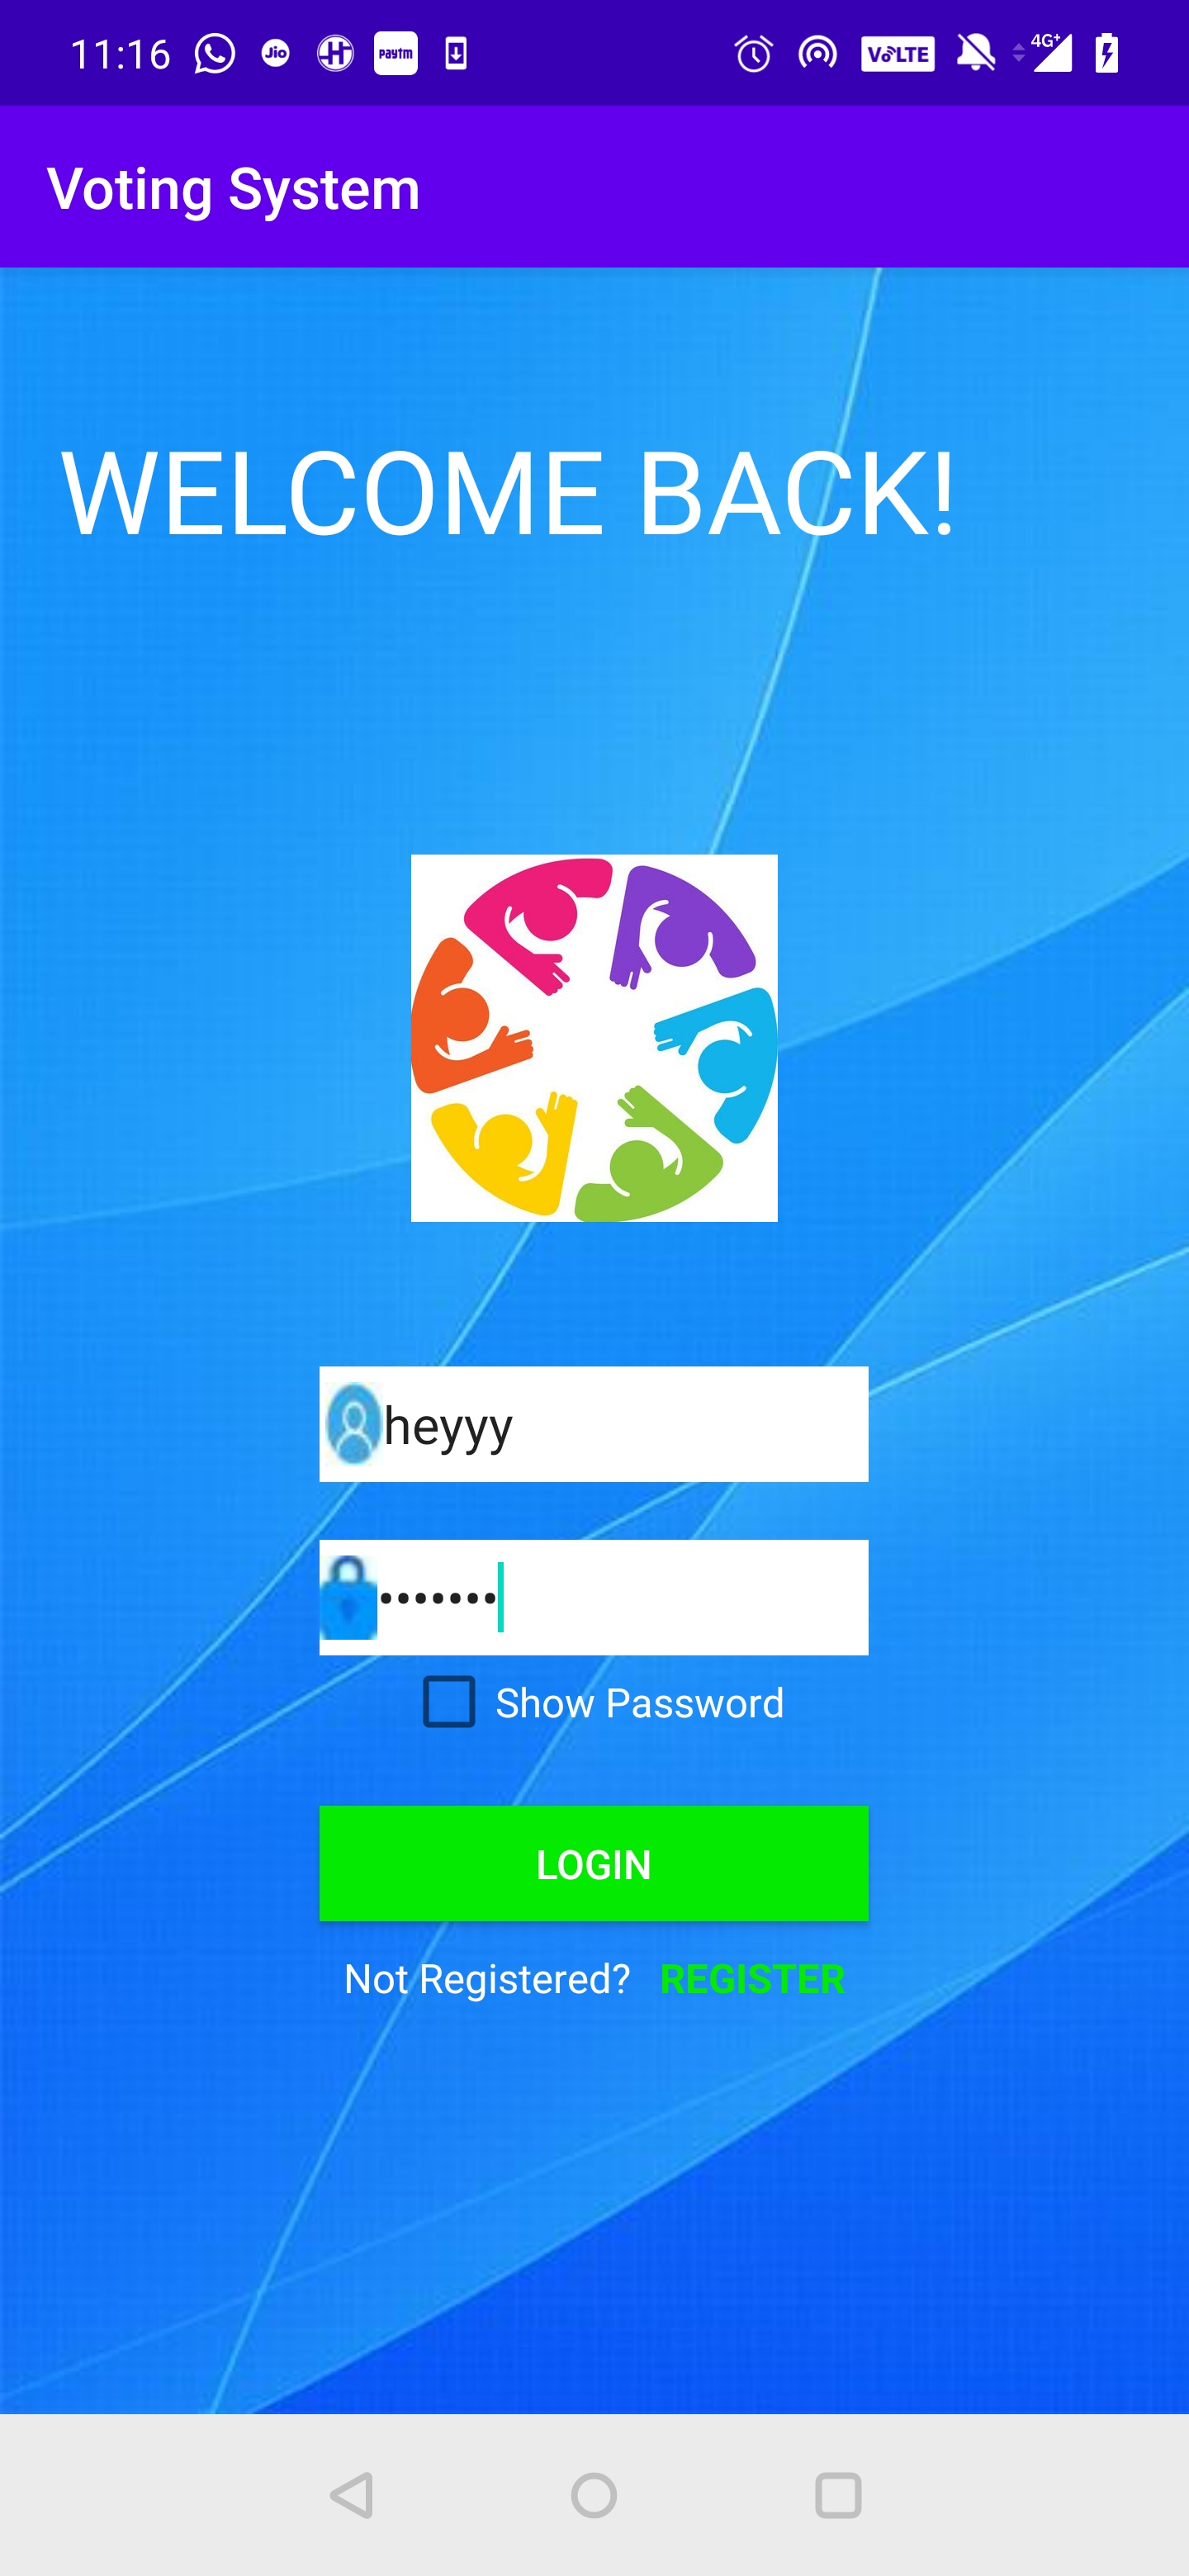 11:16 Jio H paytm VoLTE 4G+
Voting System
WELCOME BACK!
heyyy
•••••••
Show Password
LOGIN
Not Registered? REGISTER